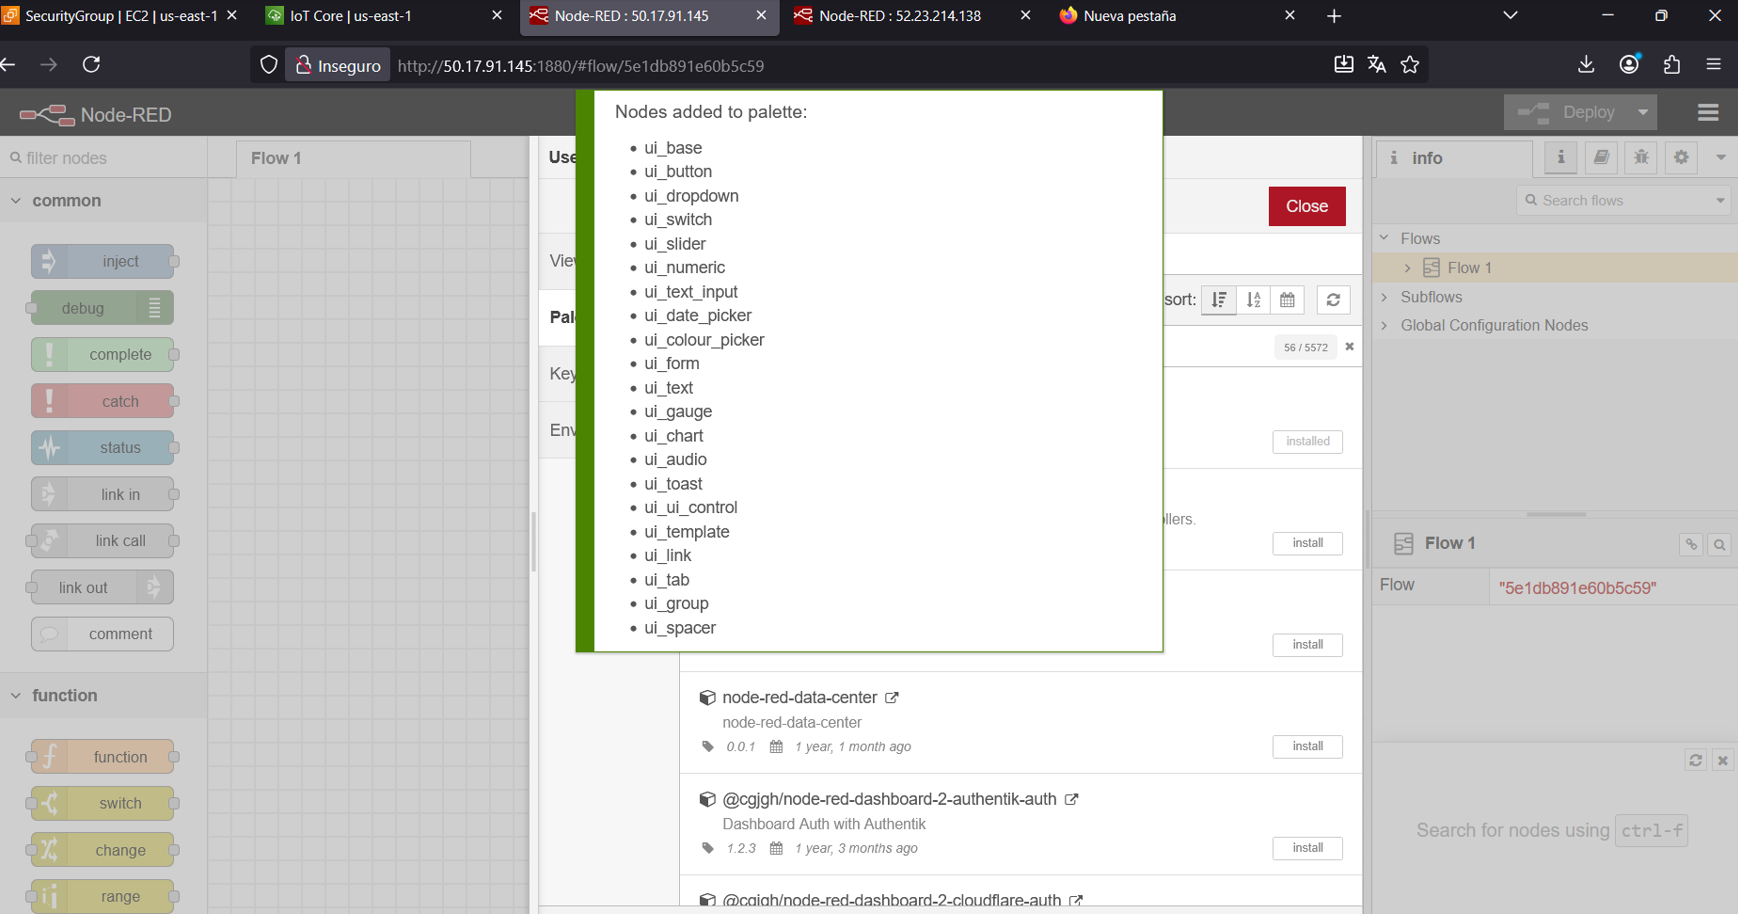 SecurityGroup | EC2 | us-east-1
IoT Core | us-east-1
Node-RED : 50.17.91.145
Node-RED : 52.23.214.138
Nueva pestaña
Inseguro
http://50.17.91.145:1880/#flow/5e1db891e60b5c59
Node-RED
Deploy
filter nodes
Flow 1
common
inject
debug
complete
catch
status
link in
link call
link out
comment
function
function
switch
change
range
Use
Close
Vie
Pal
Key
Env
Nodes added to palette:
ui_base
ui_button
ui_dropdown
ui_switch
ui_slider
ui_numeric
ui_text_input
ui_date_picker
ui_colour_picker
ui_form
ui_text
ui_gauge
ui_chart
ui_audio
ui_toast
ui_ui_control
ui_template
ui_link
ui_tab
ui_group
ui_spacer
sort:
56 / 5572
installed
llers.
install
install
node-red-data-center
node-red-data-center
0.0.1 1 year, 1 month ago
install
@cgjgh/node-red-dashboard-2-authentik-auth
Dashboard Auth with Authentik
1.2.3 1 year, 3 months ago
install
@cgjgh/node-red-dashboard-2-cloudflare-auth
i info
Search flows
Flows
Flow 1
Subflows
Global Configuration Nodes
Flow 1
Flow "5e1db891e60b5c59"
Search for nodes using ctrl-f